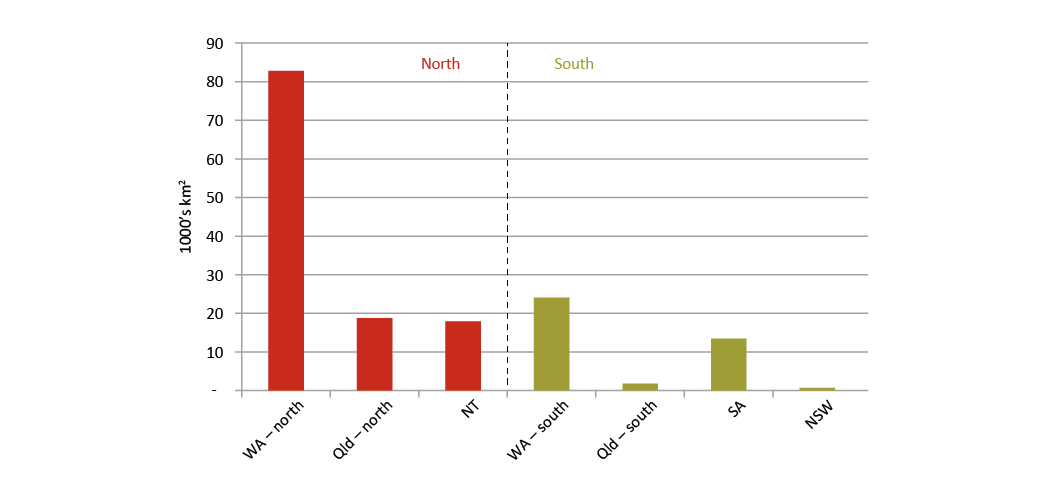 North
South
90
80
70
60
50
40
30
20
10
-
1000's km²
WA – north
Qld – north
NT
WA – south
Qld – south
SA
NSW